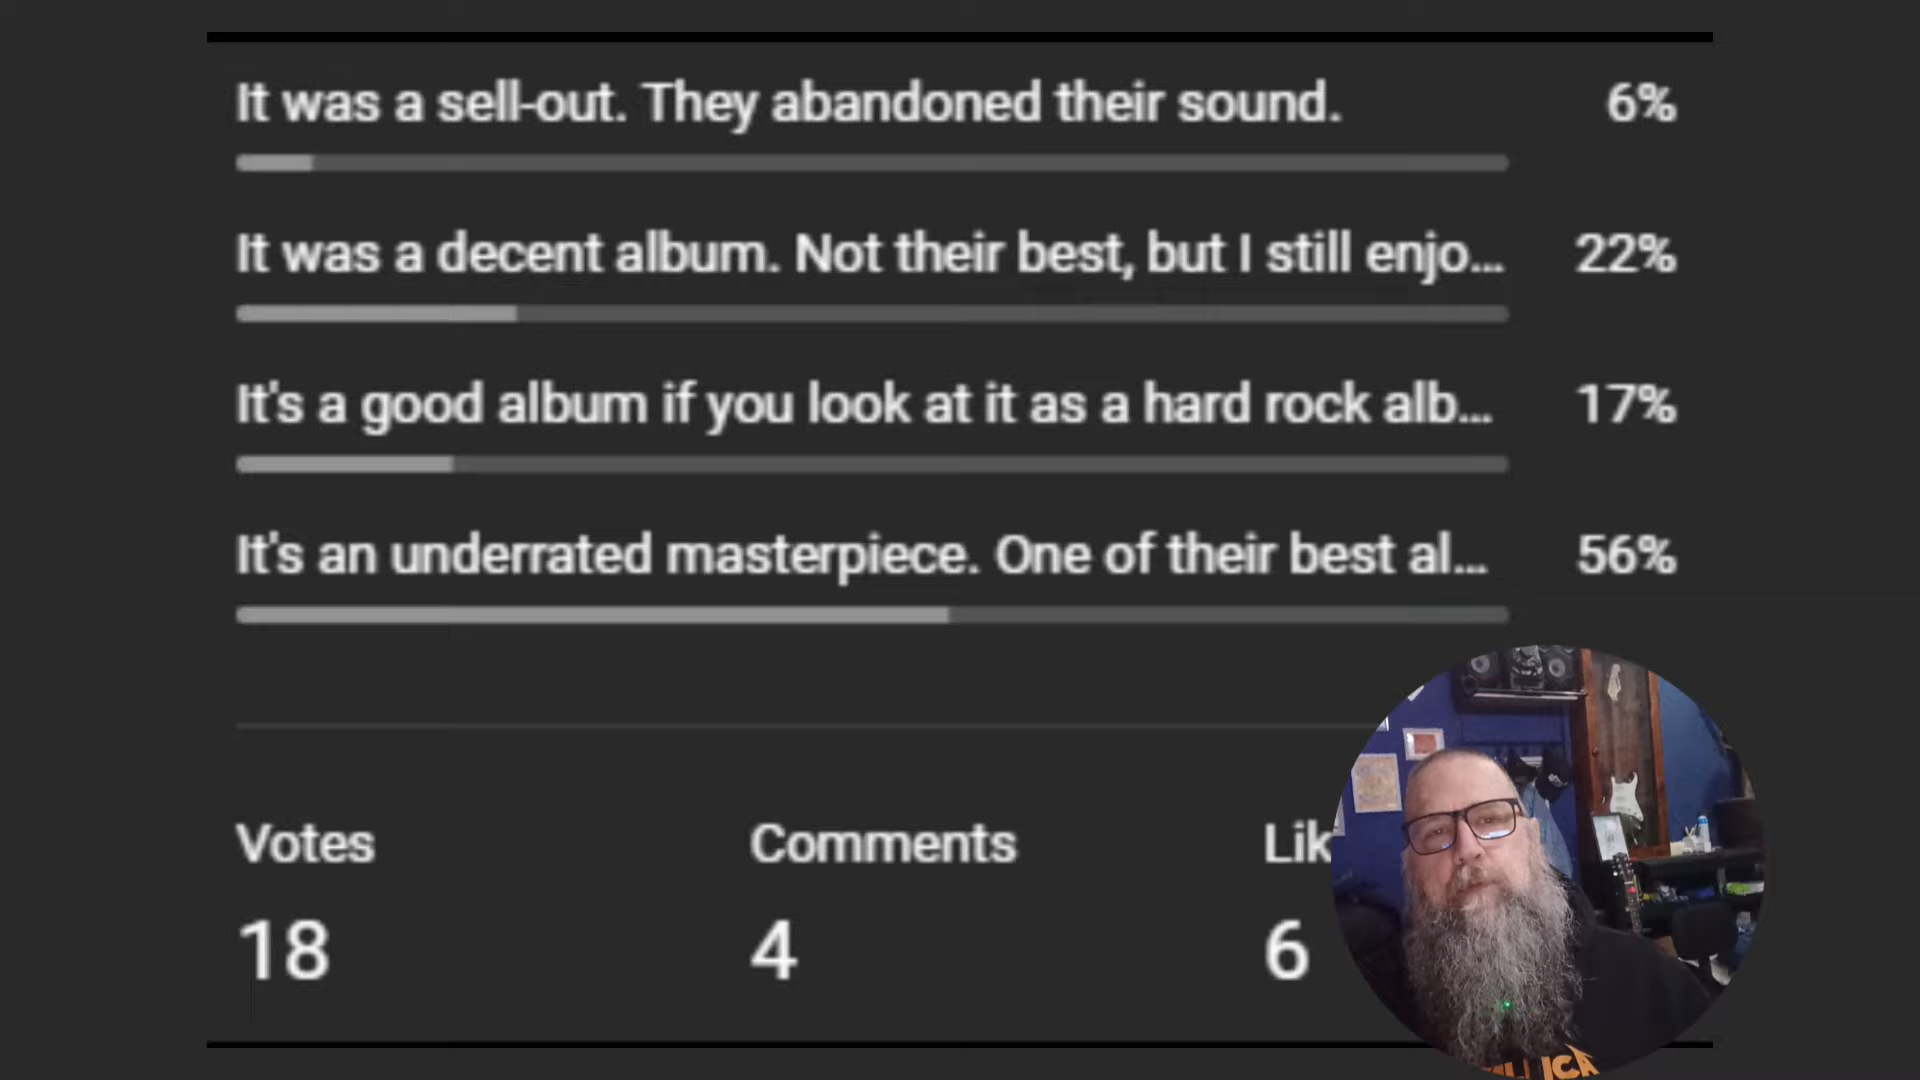 It was a sell-out. They abandoned their sound. 6%
It was a decent album. Not their best, but I still enjo... 22%
It's a good album if you look at it as a hard rock alb... 17%
It's an underrated masterpiece. One of their best al... 56%
Votes Comments Lik
18 4 6